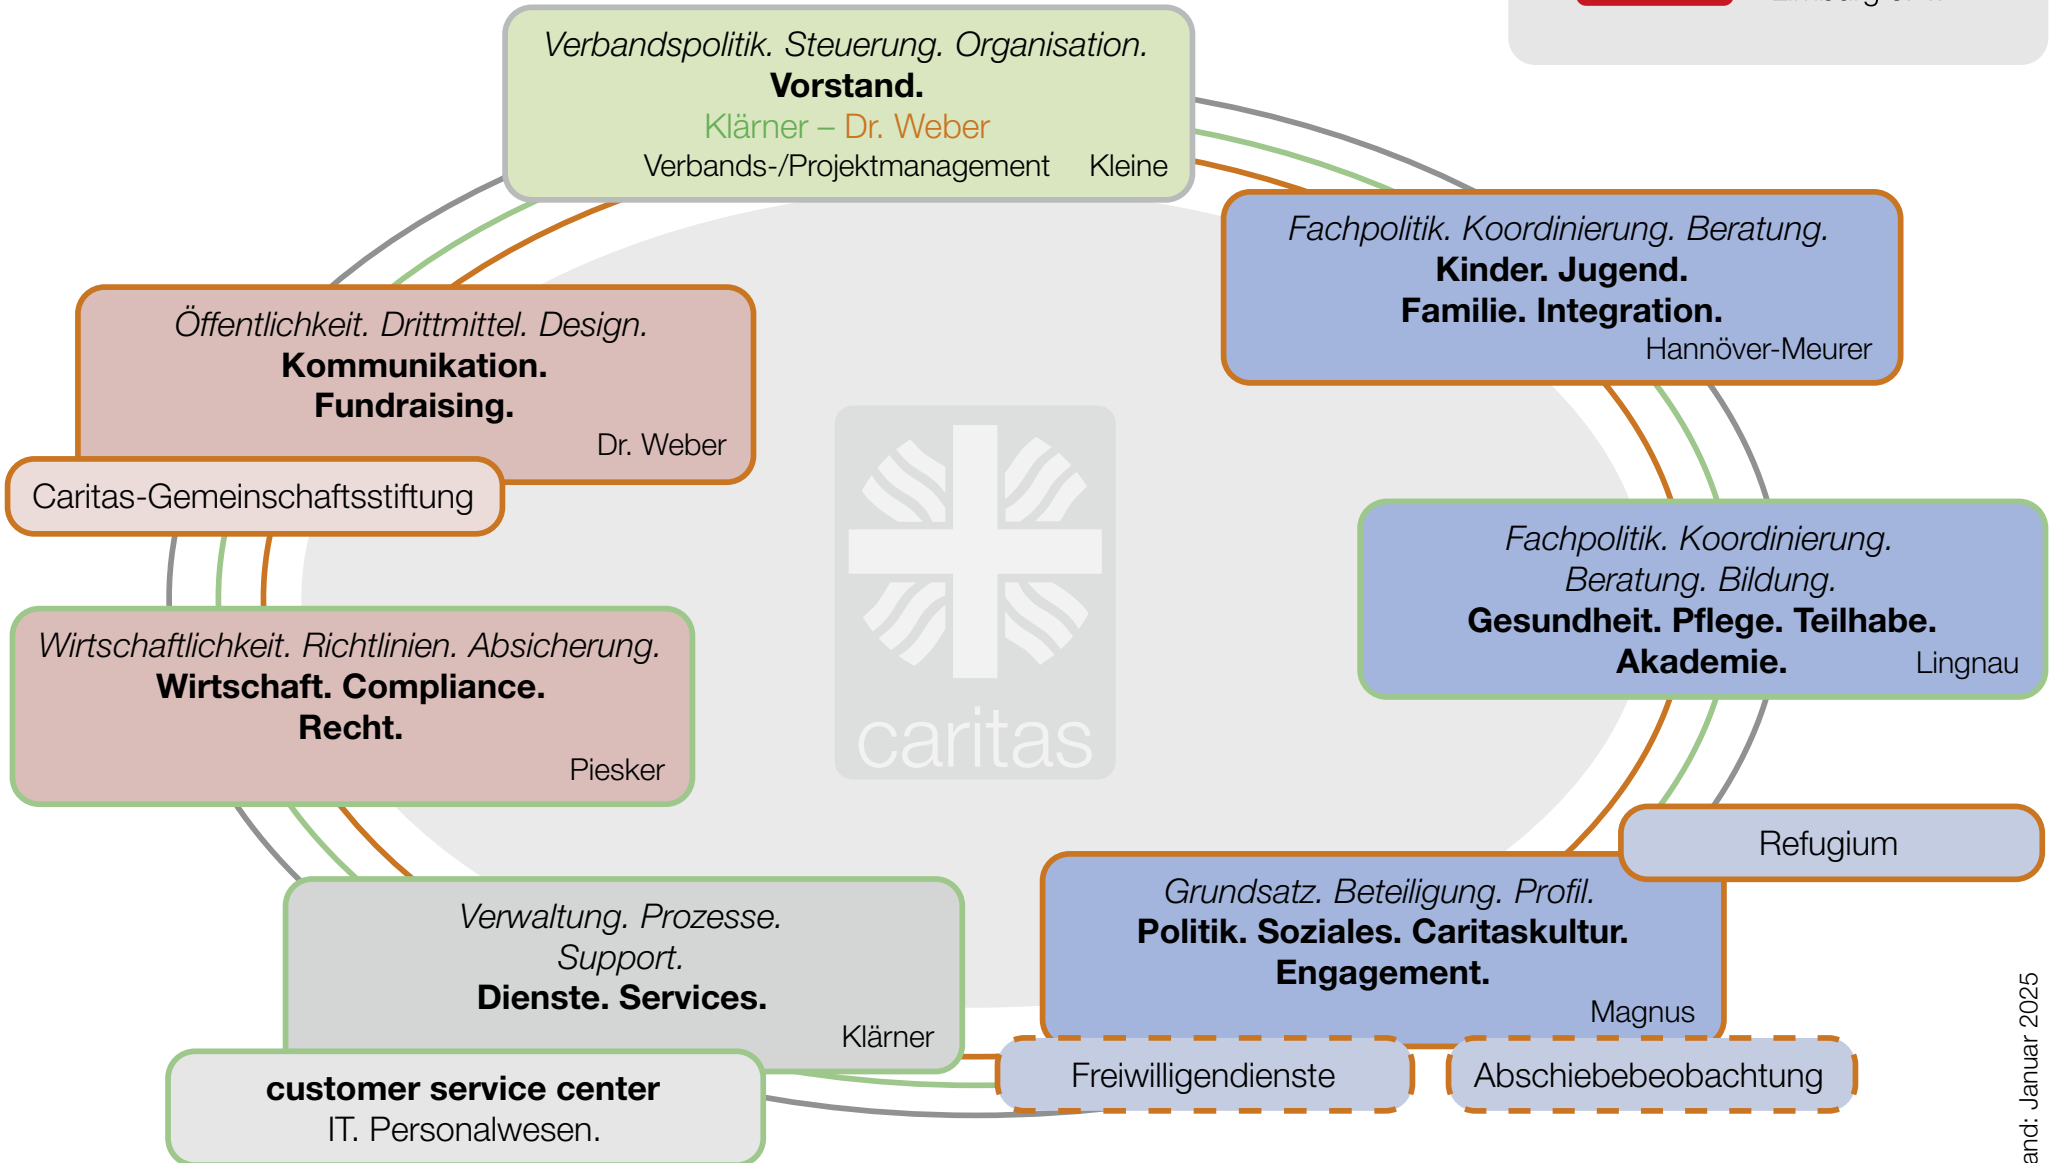 Verbandspolitik. Steuerung. Organisation.
Vorstand.
Klärner – Dr. Weber
Verbands-/Projektmanagement Kleine
Fachpolitik. Koordinierung. Beratung.
Kinder. Jugend.
Familie. Integration.
Hannöver-Meurer
Öffentlichkeit. Drittmittel. Design.
Kommunikation.
Fundraising.
Dr. Weber
Caritas-Gemeinschaftsstiftung
Fachpolitik. Koordinierung.
Beratung. Bildung.
Gesundheit. Pflege. Teilhabe.
Akademie. Lingnau
caritas
Wirtschaftlichkeit. Richtlinien. Absicherung.
Wirtschaft. Compliance.
Recht.
Piesker
Refugium
Grundsatz. Beteiligung. Profil.
Politik. Soziales. Caritaskultur.
Engagement.
Magnus
Freiwilligendienste
Abschiebebeobachtung
Verwaltung. Prozesse.
Support.
Dienste. Services.
Klärner
customer service center
IT. Personalwesen.
and: Januar 2025